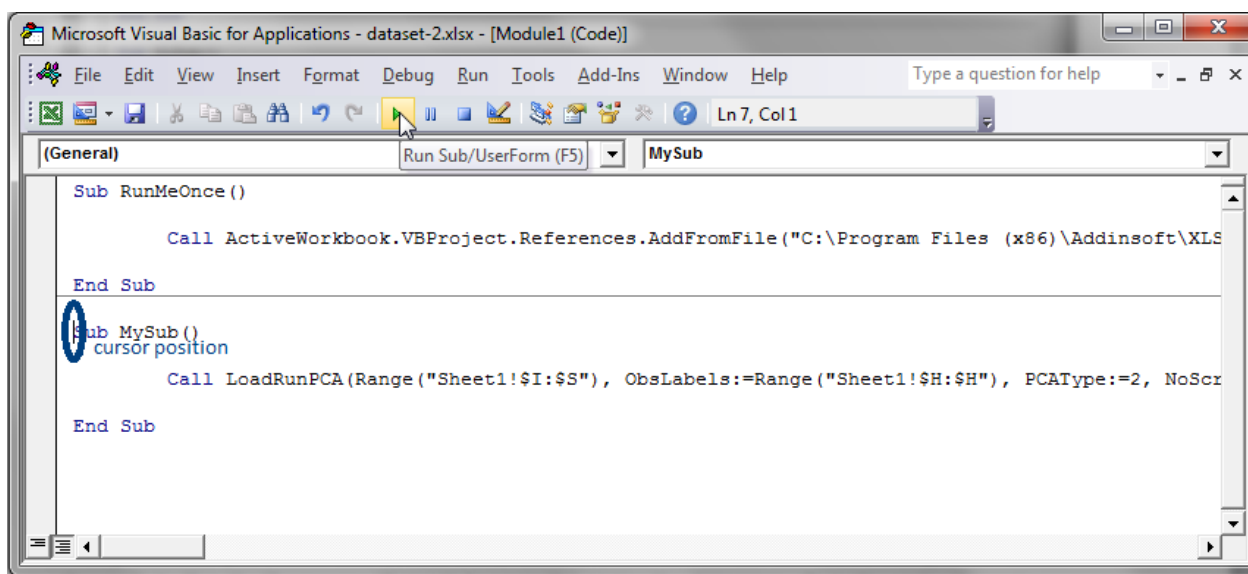 Microsoft Visual Basic for Applications - dataset-2.xlsx - [Module1 (Code)]
File Edit View Insert Format Debug Run Tools Add-Ins Window Help Type a question for help
Ln 7, Col 1
(General) MySub
Run Sub/UserForm (F5)
Sub RunMeOnce()
Call ActiveWorkbook.VBProject.References.AddFromFile("C:\Program Files (x86)\Addinsoft\XLS
End Sub
Sub MySub()
cursor position
Call LoadRunPCA(Range("Sheet1!$I:$S"), ObsLabels:=Range("Sheet1!$H:$H"), PCAType:=2, NoScr
End Sub